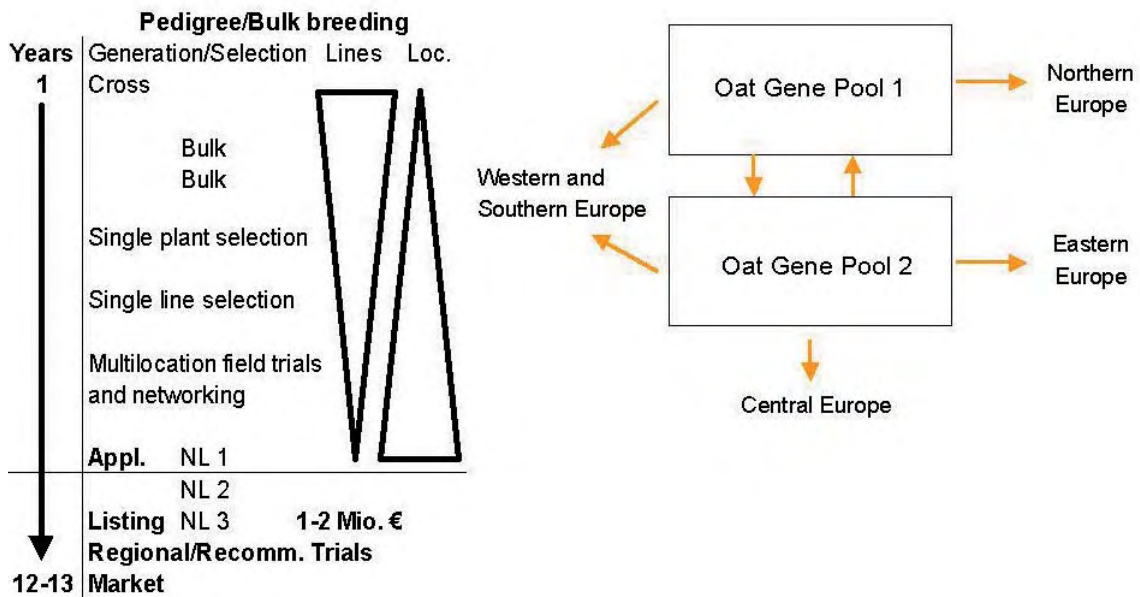 Pedigree/Bulk breeding
Years Generation/Selection Lines Loc.
1 Cross
Bulk
Bulk
Single plant selection
Single line selection
Multilocation field trials
and networking
Appl. NL 1
NL 2
Listing NL 3 1-2 Mio. €
Regional/Recomm. Trials
12-13 Market
Oat Gene Pool 1
Northern
Europe
Western and
Southern Europe
Oat Gene Pool 2
Eastern
Europe
Central Europe